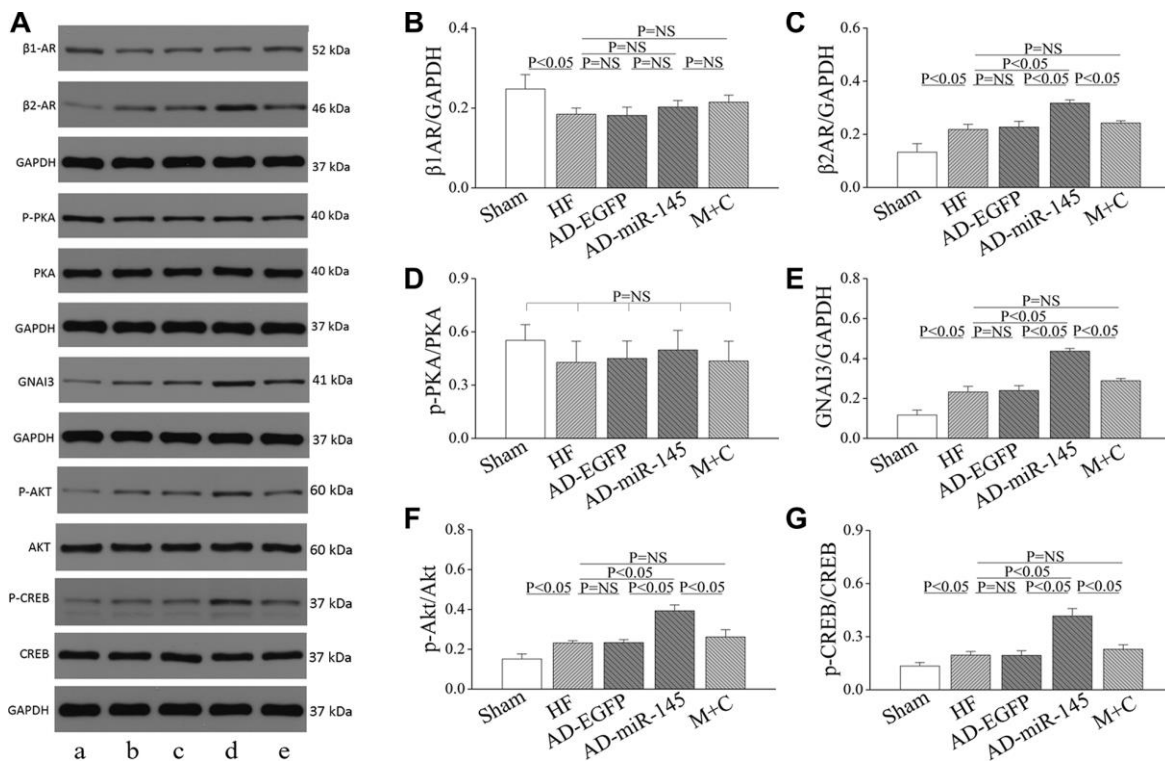 A
β1-AR
52 kDa
β2-AR
46 kDa
GAPDH
37 kDa
P-PKA
40 kDa
PKA
40 kDa
GAPDH
37 kDa
GNAI3
41 kDa
GAPDH
37 kDa
P-AKT
60 kDa
AKT
60 kDa
P-CREB
37 kDa
CREB
37 kDa
GAPDH
37 kDa
a b c d e
B
β1AR/GAPDH
0.4
0.2
0.0
P=NS
P=NS
P<0.05 P=NS P=NS P=NS
Sham HF AD-EGFP AD-miR-145 M+C
C
β2AR/GAPDH
0.6
0.4
0.2
0.0
P=NS
P<0.05
P<0.05 P=NS P<0.05 P<0.05
Sham HF AD-EGFP AD-miR-145 M+C
D
p-PKA/PKA
0.9
0.6
0.3
0.0
P=NS
Sham HF AD-EGFP AD-miR-145 M+C
E
GNAI3/GAPDH
0.8
0.6
0.4
0.2
0.0
P=NS
P<0.05
P<0.05 P=NS P<0.05 P<0.05
Sham HF AD-EGFP AD-miR-145 M+C
F
p-Akt/Akt
0.8
0.6
0.4
0.2
0.0
P=NS
P<0.05
P<0.05 P=NS P<0.05 P<0.05
Sham HF AD-EGFP AD-miR-145 M+C
G
p-CREB/CREB
0.9
0.6
0.3
0.0
P=NS
P<0.05
P<0.05 P=NS P<0.05 P<0.05
Sham HF AD-EGFP AD-miR-145 M+C